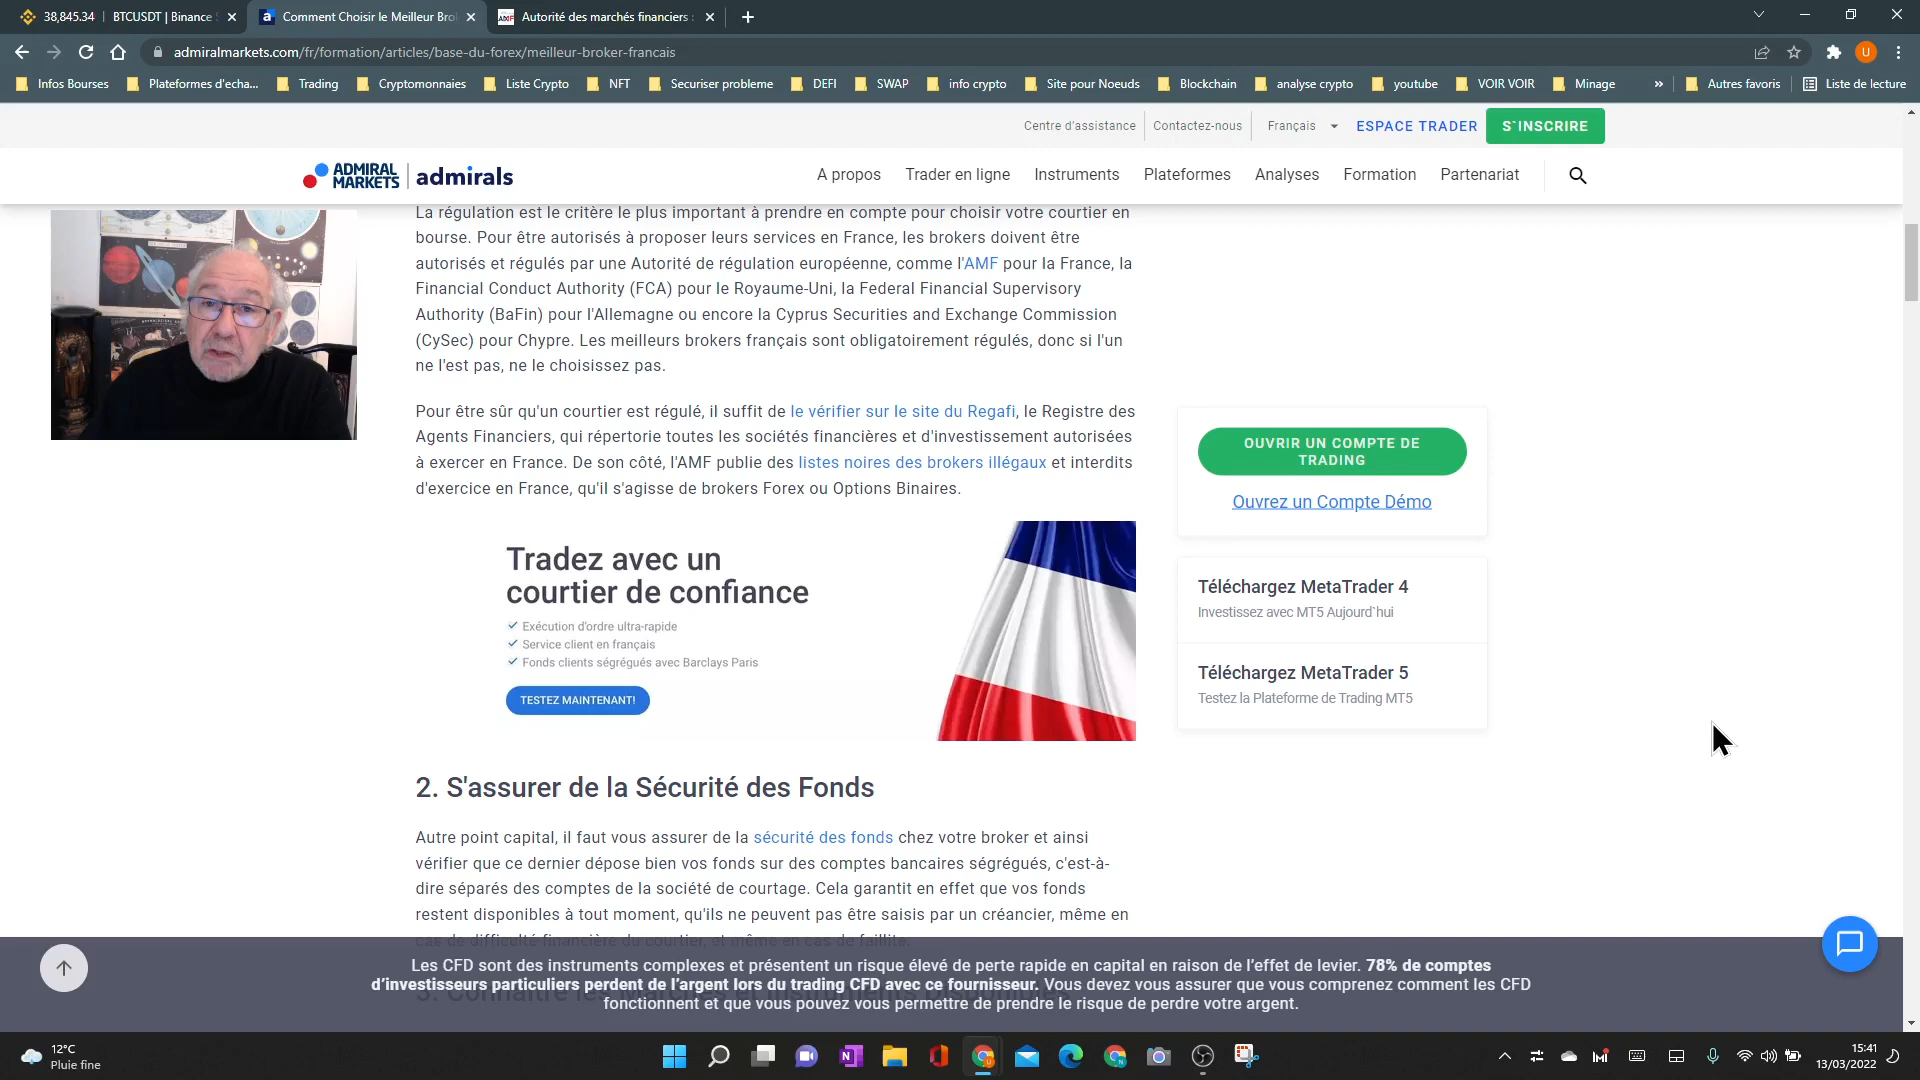 38,845.34 | BTCUSDT | Binance
Comment Choisir le Meilleur Bro
Autorité des marchés financiers :
admiralmarkets.com/fr/formation/articles/base-du-forex/meilleur-broker-francais
Infos Bourses
Plateformes d'echa...
Trading
Cryptomonnaies
Liste Crypto
NFT
Securiser probleme
DEFI
SWAP
info crypto
Site pour Noeuds
Blockchain
analyse crypto
youtube
VOIR VOIR
Minage
»
Autres favoris
Liste de lecture
Centre d'assistance
Contactez-nous
Français
ESPACE TRADER
S`INSCRIRE
ADMIRAL MARKETS | admirals
A propos
Trader en ligne
Instruments
Plateformes
Analyses
Formation
Partenariat
La régulation est le critère le plus important à prendre en compte pour choisir votre courtier en
bourse. Pour être autorisés à proposer leurs services en France, les brokers doivent être
autorisés et régulés par une Autorité de régulation européenne, comme l'AMF pour la France, la
Financial Conduct Authority (FCA) pour le Royaume-Uni, la Federal Financial Supervisory
Authority (BaFin) pour l'Allemagne ou encore la Cyprus Securities and Exchange Commission
(CySec) pour Chypre. Les meilleurs brokers français sont obligatoirement régulés, donc si l'un
ne l'est pas, ne le choisissez pas.
Pour être sûr qu'un courtier est régulé, il suffit de le vérifier sur le site du Regafi, le Registre des
Agents Financiers, qui répertorie toutes les sociétés financières et d'investissement autorisées
à exercer en France. De son côté, l'AMF publie des listes noires des brokers illégaux et interdits
d'exercice en France, qu'il s'agisse de brokers Forex ou Options Binaires.
OUVRIR UN COMPTE DE
TRADING
Ouvrez un Compte Démo
Tradez avec un
courtier de confiance
Exécution d'ordre ultra-rapide
Service client en français
Fonds clients ségrégués avec Barclays Paris
TESTEZ MAINTENANT!
Téléchargez MetaTrader 4
Investissez avec MT5 Aujourd`hui
Téléchargez MetaTrader 5
Testez la Plateforme de Trading MT5
2. S'assurer de la Sécurité des Fonds
Autre point capital, il faut vous assurer de la sécurité des fonds chez votre broker et ainsi
vérifier que ce dernier dépose bien vos fonds sur des comptes bancaires ségrégués, c'est-à-
dire séparés des comptes de la société de courtage. Cela garantit en effet que vos fonds
restent disponibles à tout moment, qu'ils ne peuvent pas être saisis par un créancier, même en
cas de difficulté financière du courtier, et même en cas de faillite.
Les CFD sont des instruments complexes et présentent un risque élevé de perte rapide en capital en raison de l'effet de levier. 78% de comptes
d'investisseurs particuliers perdent de l'argent lors du trading CFD avec ce fournisseur. Vous devez vous assurer que vous comprenez comment les CFD
fonctionnent et que vous pouvez vous permettre de prendre le risque de perdre votre argent.
12°C
Pluie fine
15:41
13/03/2022